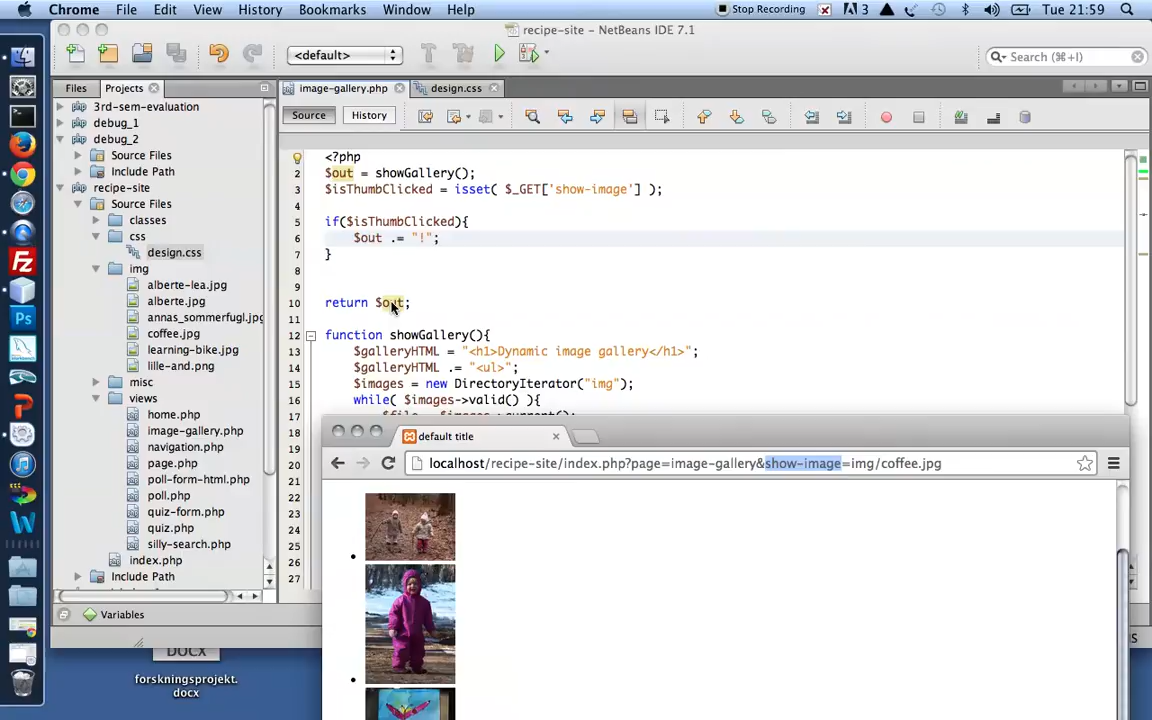 Chrome File Edit View History Bookmarks Window Help Stop Recording 3 Tue 21:59
recipe-site – NetBeans IDE 7.1
<default> Search (⌘+I)
Files Projects image-gallery.php design.css
Source History
3rd-sem-evaluation
debug_1
debug_2
Source Files
Include Path
recipe-site
Source Files
classes
css
design.css
img
alberte-lea.jpg
alberte.jpg
annas_sommerfugl.jpg
coffee.jpg
learning-bike.jpg
lille-and.png
misc
views
home.php
image-gallery.php
navigation.php
page.php
poll-form-html.php
poll.php
quiz-form.php
quiz.php
silly-search.php
index.php
Include Path
Variables
<?php
2 $out = showGallery();
3 $isThumbClicked = isset( $_GET['show-image'] );
4
5 if($isThumbClicked){
6 $out .= "!";
7 }
8
9
10 return $out;
11
12 function showGallery(){
13 $galleryHTML = "<h1>Dynamic image gallery</h1>";
14 $galleryHTML .= "<ul>";
15 $images = new DirectoryIterator("img");
16 while( $images->valid() ){
17
18
19
20
21
22
23
24
25
26
27
default title
localhost/recipe-site/index.php?page=image-gallery&show-image=img/coffee.jpg
DOCX
forskningsprojekt.
docx